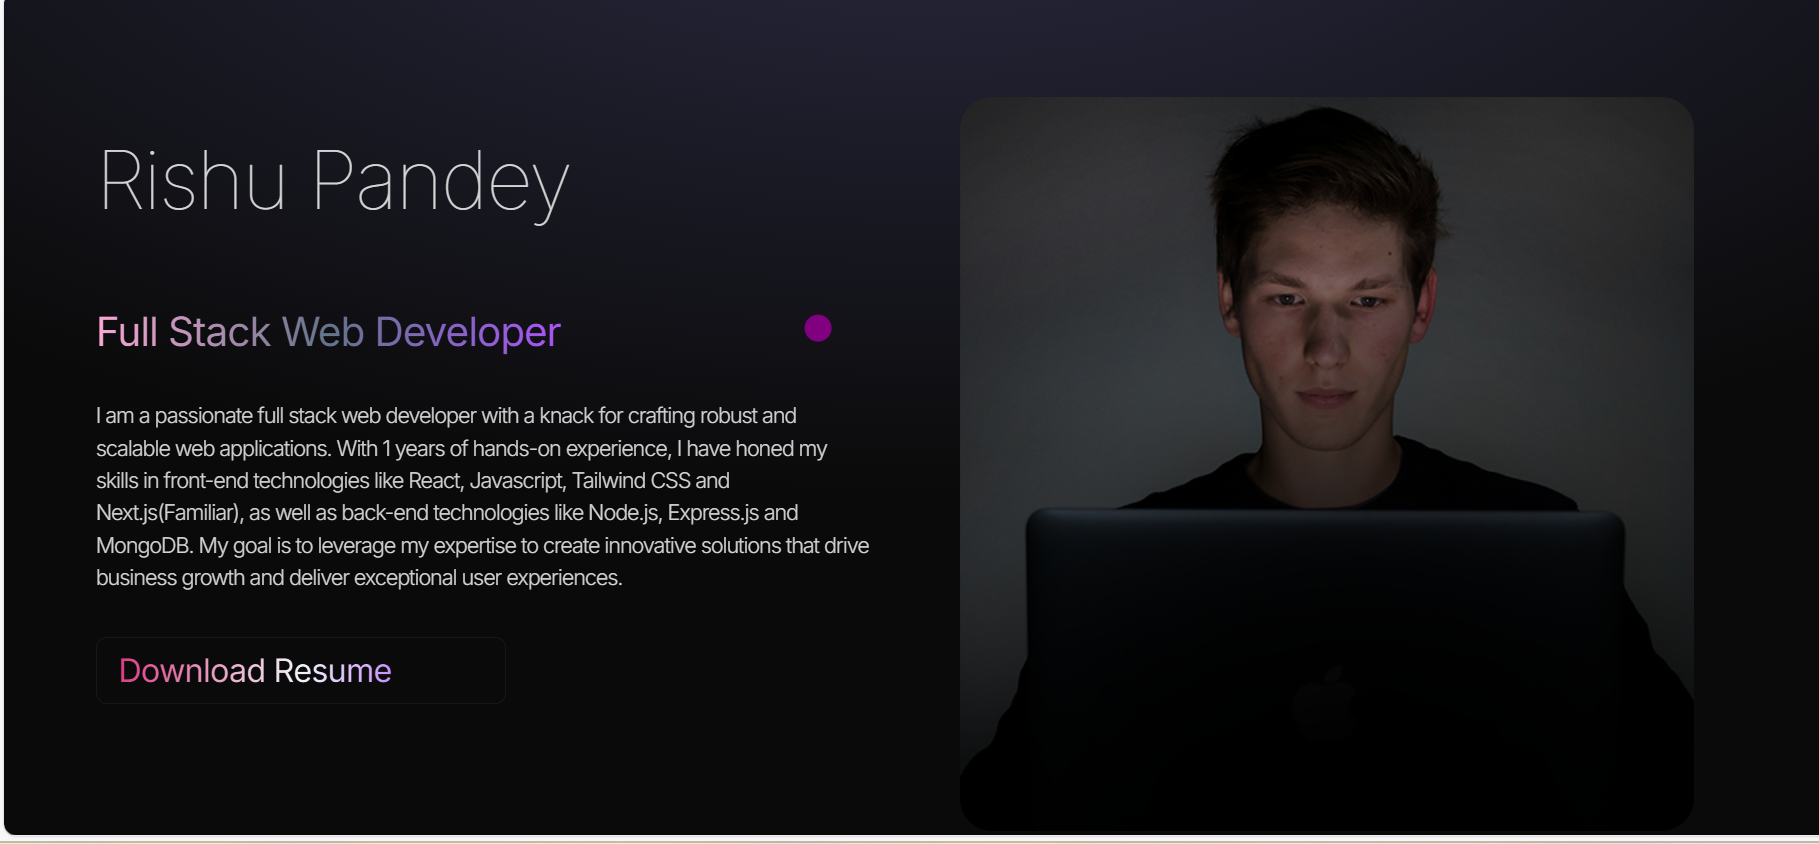 Rishu Pandey
Full Stack Web Developer
I am a passionate full stack web developer with a knack for crafting robust and
scalable web applications. With 1 years of hands-on experience, I have honed my
skills in front-end technologies like React, Javascript, Tailwind CSS and
Next.js(Familiar), as well as back-end technologies like Node.js, Express.js and
MongoDB. My goal is to leverage my expertise to create innovative solutions that drive
business growth and deliver exceptional user experiences.
Download Resume